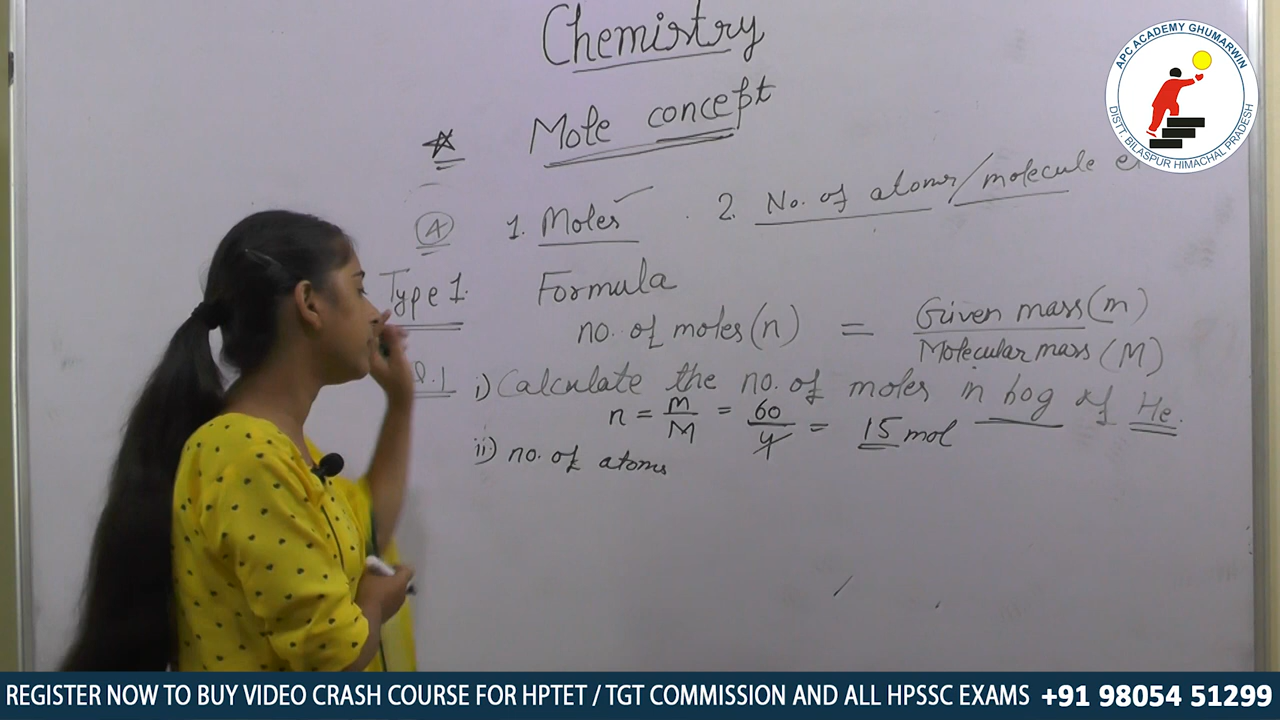 Chemistry
Mole concept
A 1. Moles 2. No. of atoms/molecule
Type 1. Formula
no. of moles(n) = Given mass(m) / Molecular mass (M)
.1 i) Calculate the no. of moles in 60g of He.
n = m/M = 60/4 = 15 mol
ii) no. of atoms
APC ACADEMY GHUMARWIN
DISTT. BILASPUR HIMACHAL PRADESH
REGISTER NOW TO BUY VIDEO CRASH COURSE FOR HPTET / TGT COMMISSION AND ALL HPSSC EXAMS +91 98054 51299